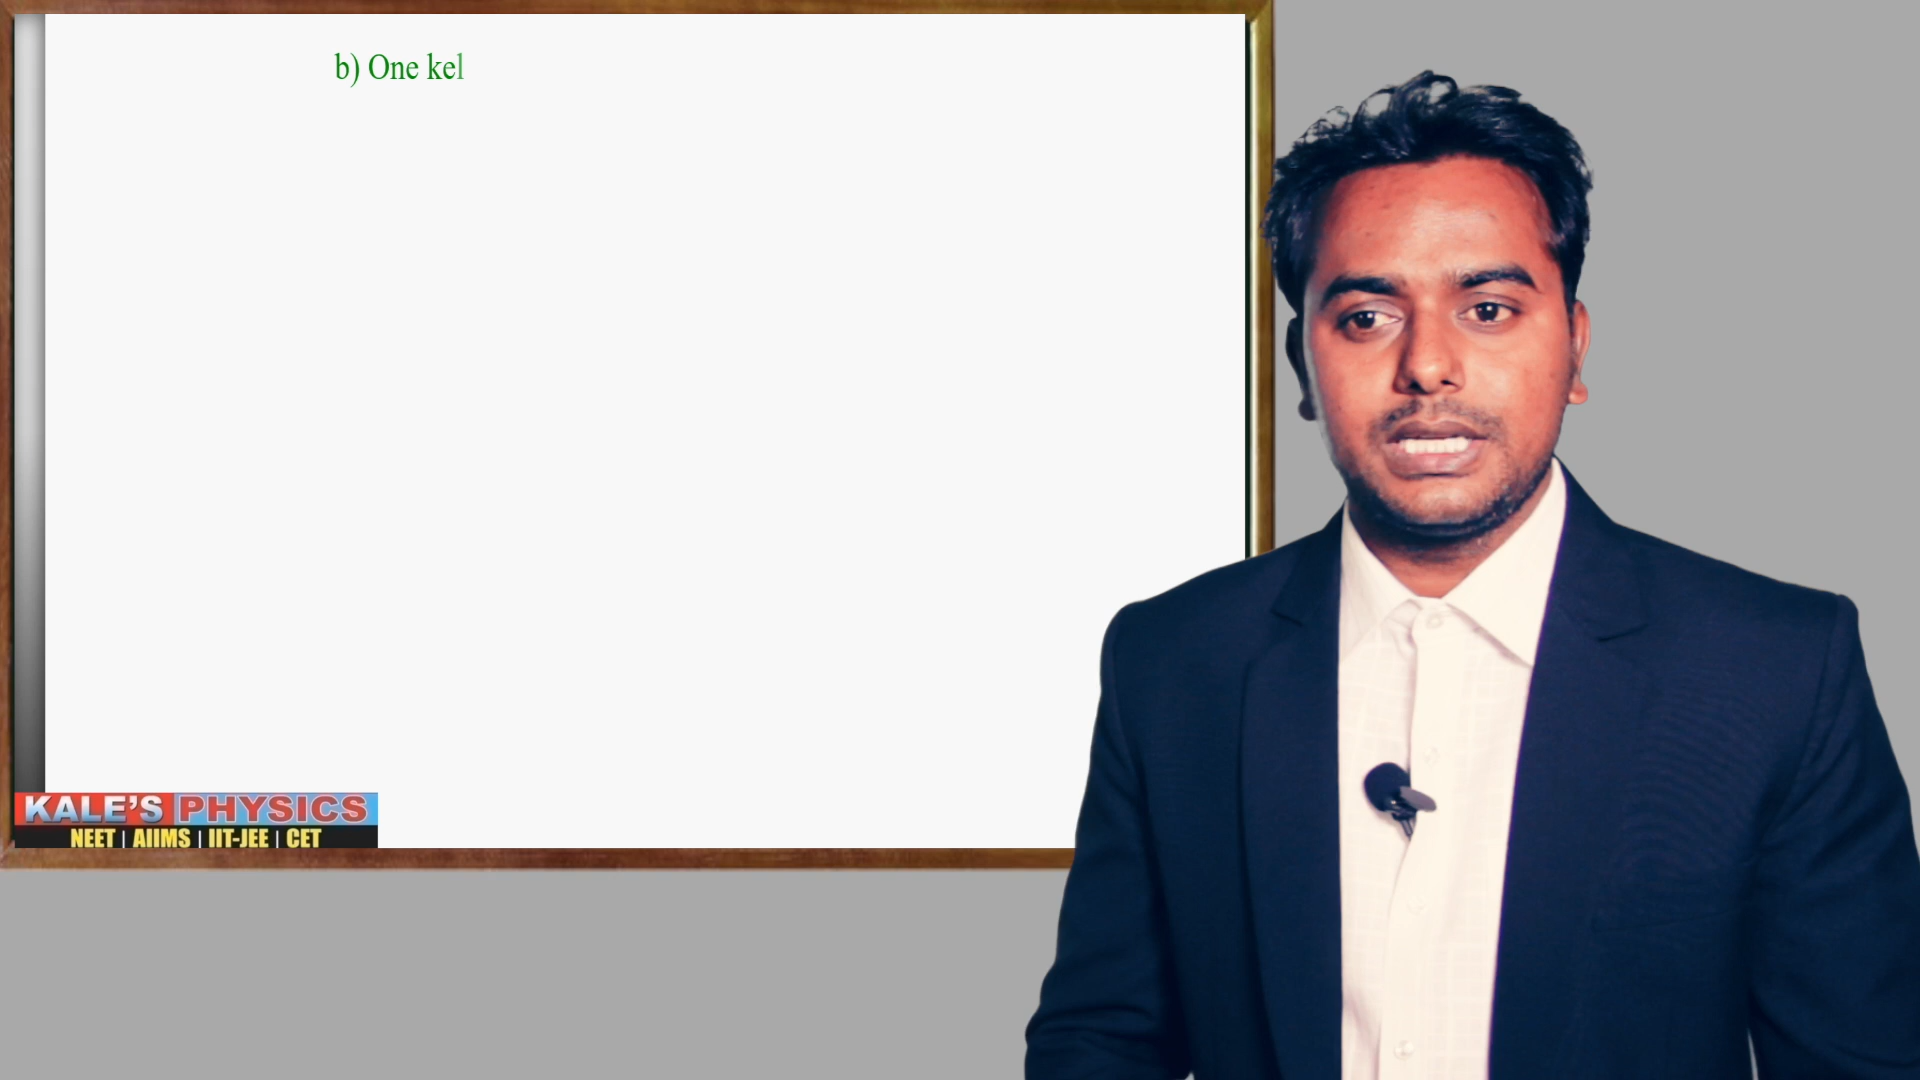 b) One kel
KALE'S PHYSICS
NEET | AIIMS | IIT-JEE | CET